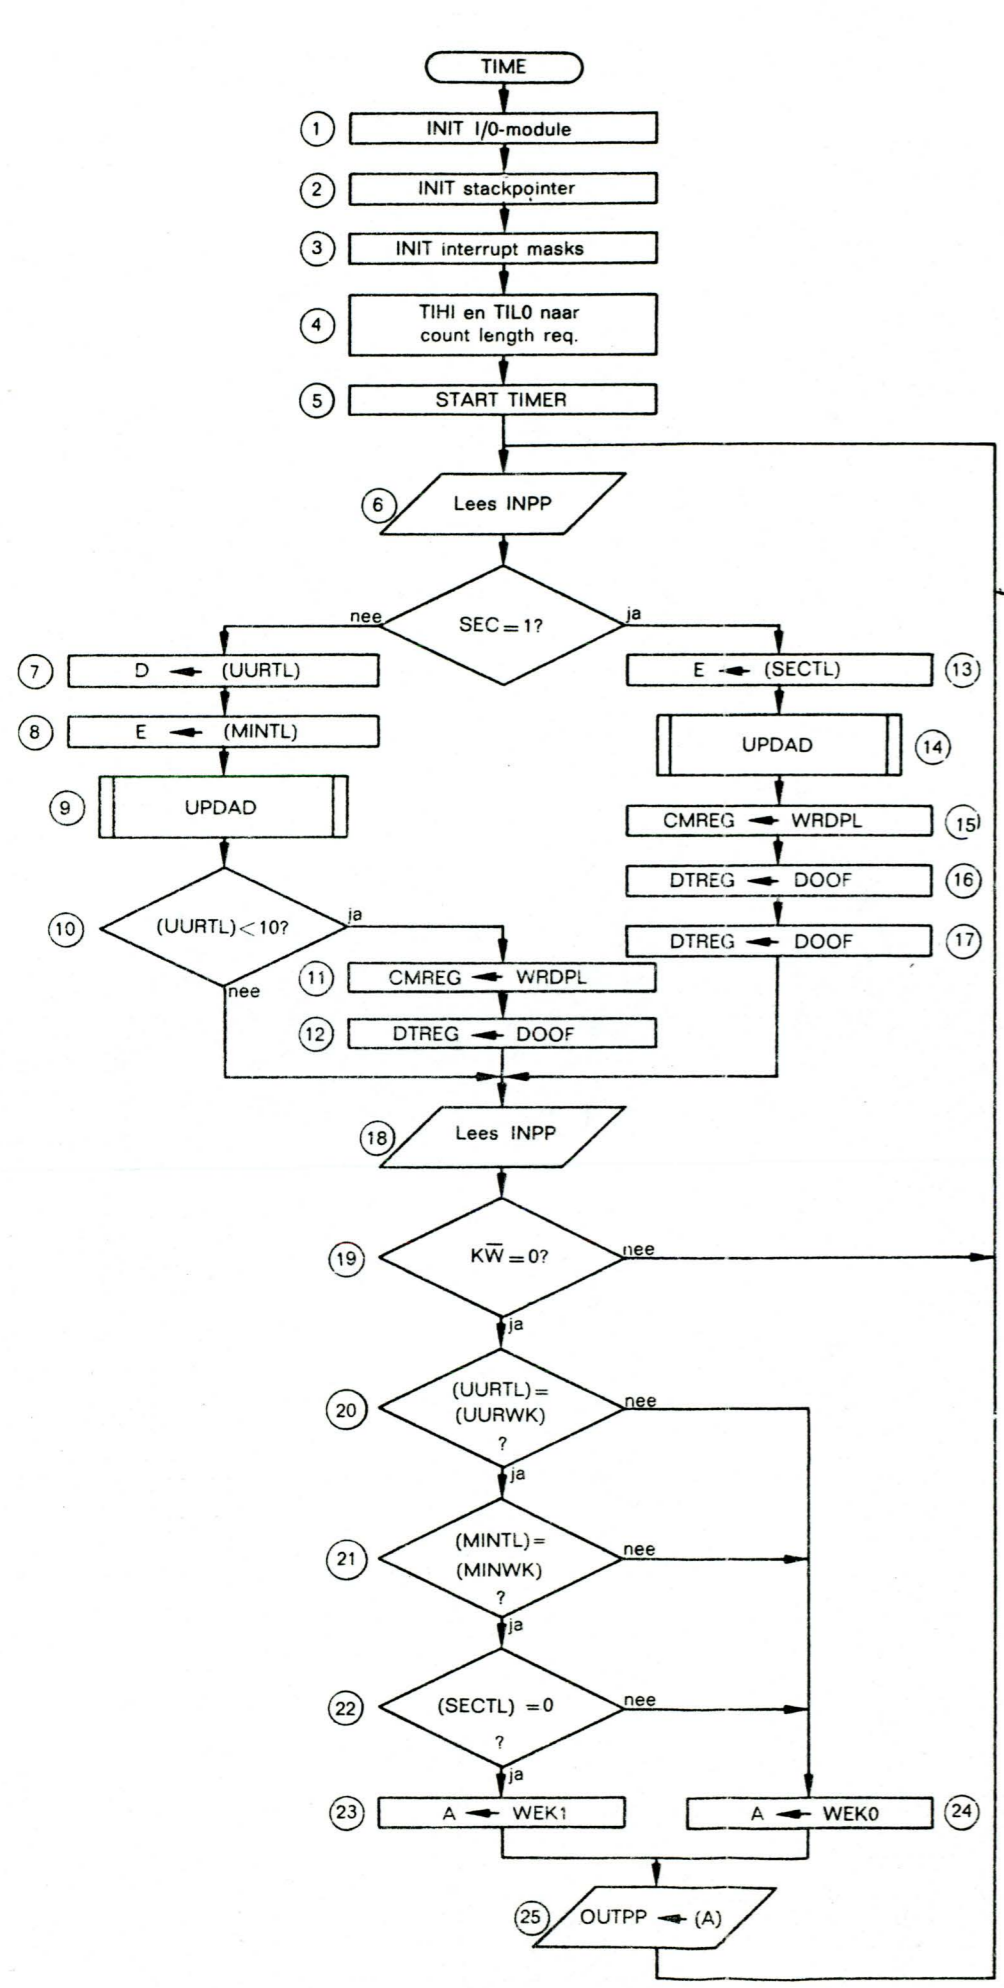 TIME
1 INIT I/0-module
2 INIT stackpointer
3 INIT interrupt masks
4 TIHI en TIL0 naar
count length req.
5 START TIMER
6 Lees INPP
SEC = 1?
nee
ja
7 D ← (UURTL)
8 E ← (MINTL)
9 UPDAD
10 (UURTL) < 10?
ja
nee
11 CMREG ← WRDPL
12 DTREG ← DOOF
E ← (SECTL) 13
UPDAD 14
CMREG ← WRDPL 15
DTREG ← DOOF 16
DTREG ← DOOF 17
18 Lees INPP
19 KW̅ = 0?
nee
ja
20 (UURTL) =
(UURWK)
?
nee
ja
21 (MINTL) =
(MINWK)
?
nee
ja
22 (SECTL) = 0
?
nee
ja
23 A ← WEK1
A ← WEK0 24
25 OUTPP ← (A)